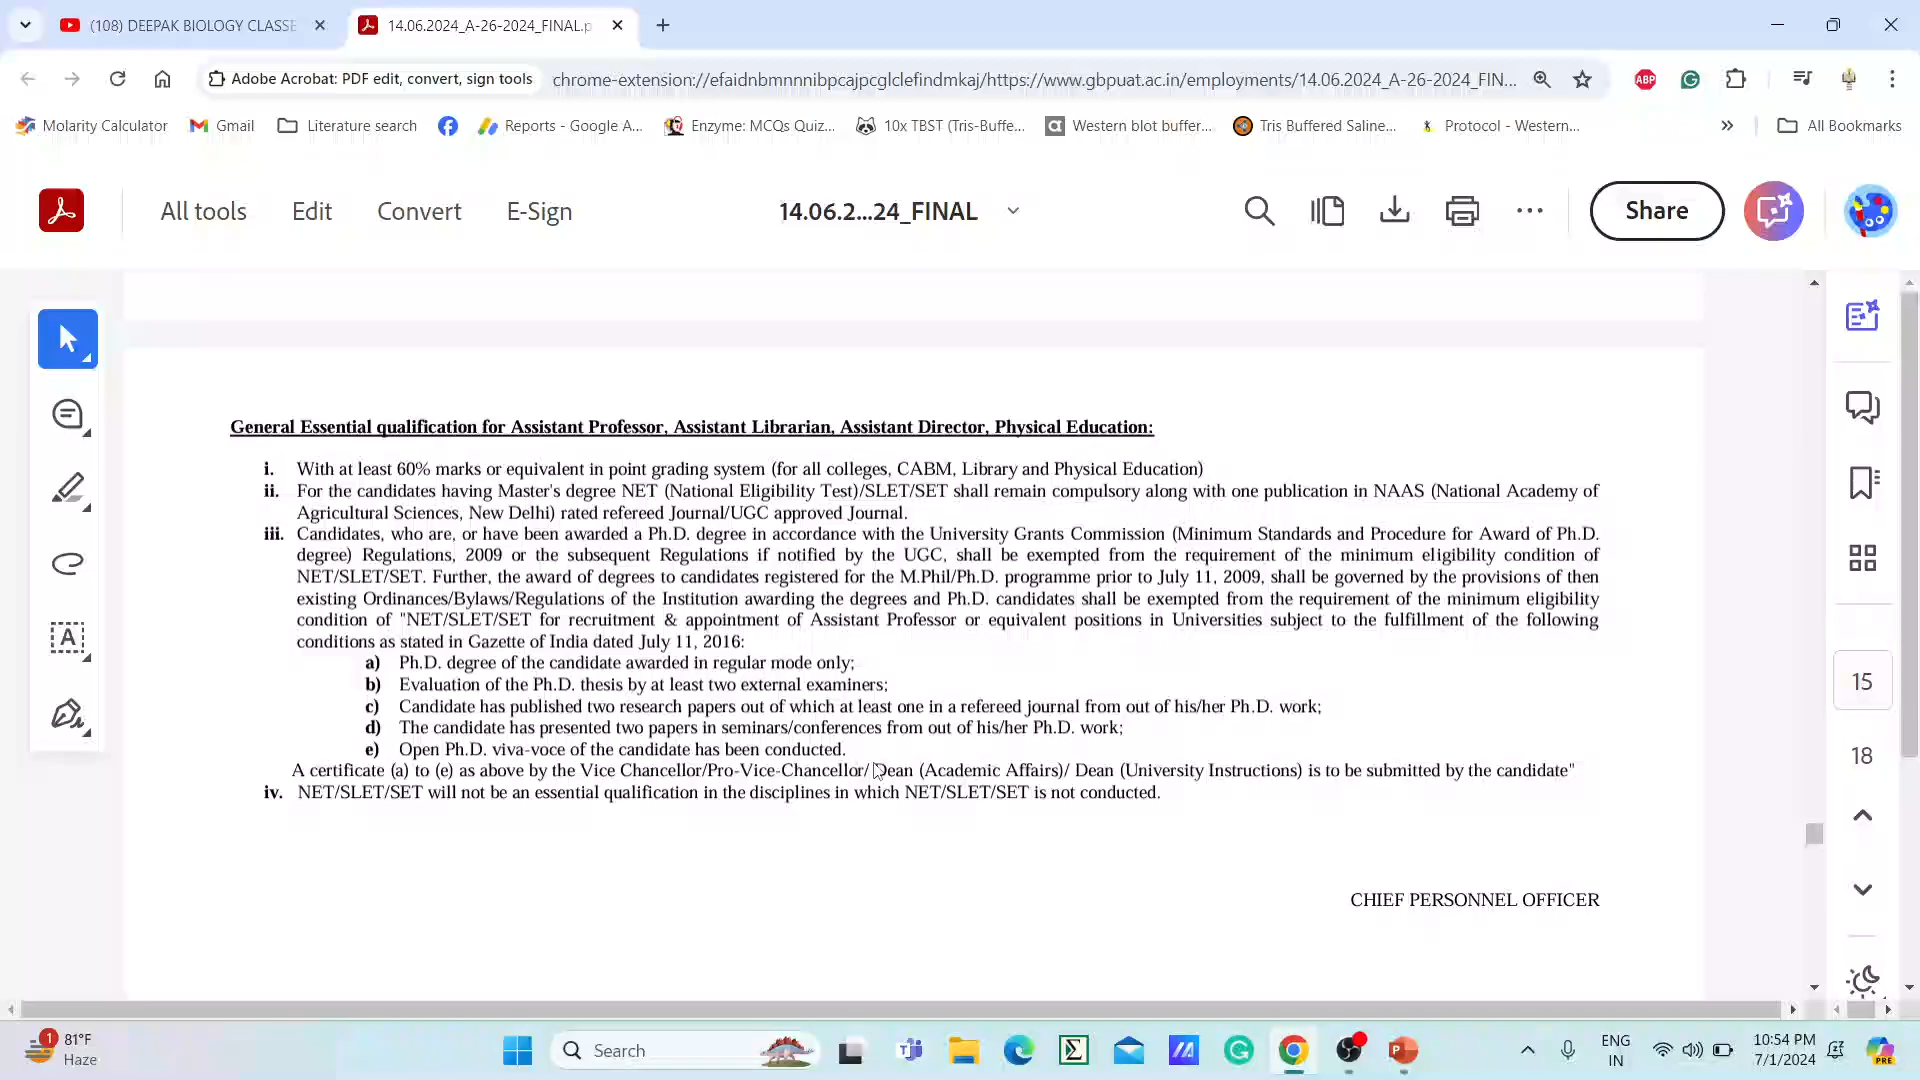 (108) DEEPAK BIOLOGY CLASSE
14.06.2024_A-26-2024_FINAL.p
Adobe Acrobat: PDF edit, convert, sign tools
chrome-extension://efaidnbmnnnibpcajpcglclefindmkaj/https://www.gbpuat.ac.in/employments/14.06.2024_A-26-2024_FIN...
ABP
Molarity Calculator
Gmail
Literature search
Reports - Google A...
Enzyme: MCQs Quiz...
10x TBST (Tris-Buffe...
Western blot buffer...
Tris Buffered Saline...
Protocol - Western...
All Bookmarks
All tools
Edit
Convert
E-Sign
14.06.2...24_FINAL
Share
General Essential qualification for Assistant Professor, Assistant Librarian, Assistant Director, Physical Education:
i. With at least 60% marks or equivalent in point grading system (for all colleges, CABM, Library and Physical Education)
ii. For the candidates having Master's degree NET (National Eligibility Test)/SLET/SET shall remain compulsory along with one publication in NAAS (National Academy of
Agricultural Sciences, New Delhi) rated refereed Journal/UGC approved Journal.
iii. Candidates, who are, or have been awarded a Ph.D. degree in accordance with the University Grants Commission (Minimum Standards and Procedure for Award of Ph.D.
degree) Regulations, 2009 or the subsequent Regulations if notified by the UGC, shall be exempted from the requirement of the minimum eligibility condition of
NET/SLET/SET. Further, the award of degrees to candidates registered for the M.Phil/Ph.D. programme prior to July 11, 2009, shall be governed by the provisions of then
existing Ordinances/Bylaws/Regulations of the Institution awarding the degrees and Ph.D. candidates shall be exempted from the requirement of the minimum eligibility
condition of "NET/SLET/SET for recruitment & appointment of Assistant Professor or equivalent positions in Universities subject to the fulfillment of the following
conditions as stated in Gazette of India dated July 11, 2016:
a) Ph.D. degree of the candidate awarded in regular mode only;
b) Evaluation of the Ph.D. thesis by at least two external examiners;
c) Candidate has published two research papers out of which at least one in a refereed journal from out of his/her Ph.D. work;
d) The candidate has presented two papers in seminars/conferences from out of his/her Ph.D. work;
e) Open Ph.D. viva-voce of the candidate has been conducted.
A certificate (a) to (e) as above by the Vice Chancellor/Pro-Vice-Chancellor/ Dean (Academic Affairs)/ Dean (University Instructions) is to be submitted by the candidate"
iv. NET/SLET/SET will not be an essential qualification in the disciplines in which NET/SLET/SET is not conducted.
CHIEF PERSONNEL OFFICER
15
18
1
81°F
Haze
Search
ENG
IN
10:54 PM
7/1/2024
PRE